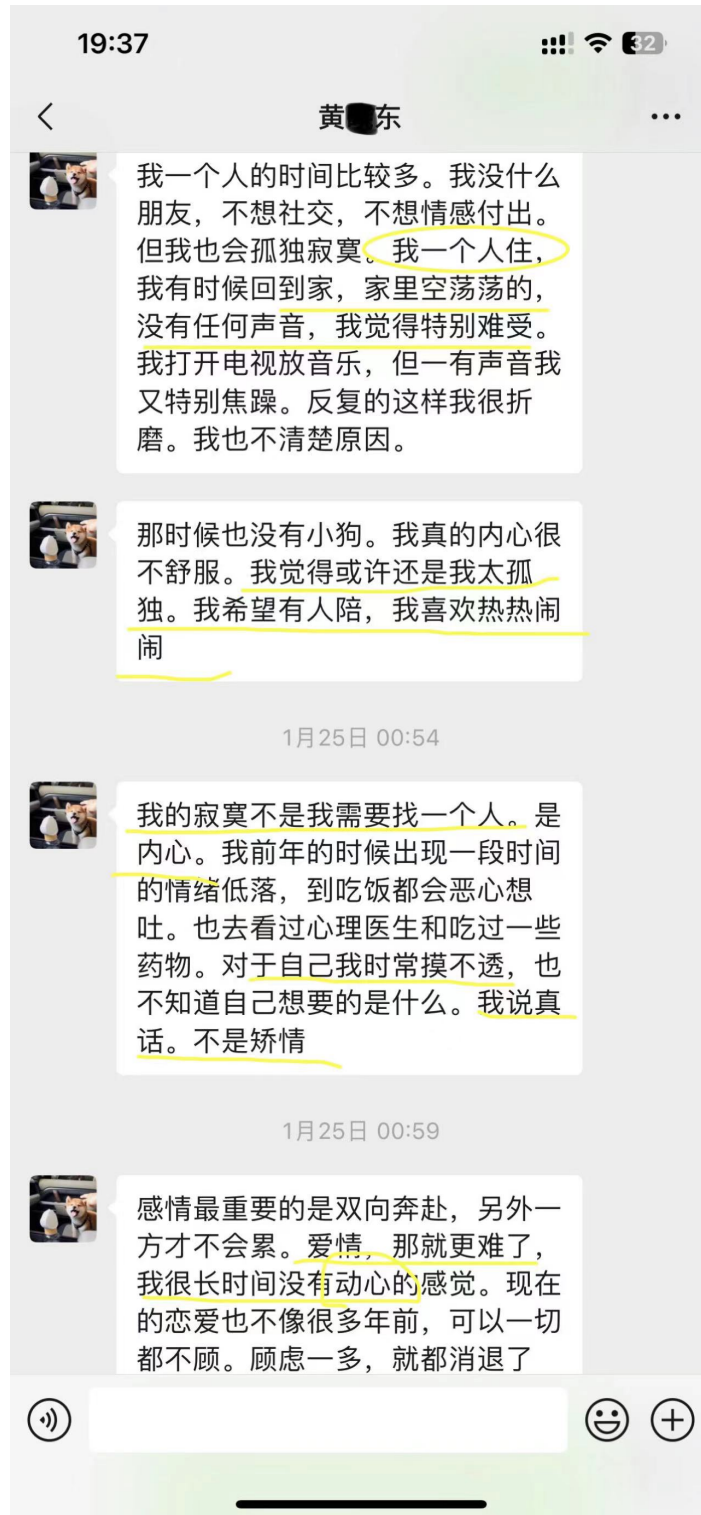 19:37
32
黄 东
我一个人的时间比较多。我没什么
朋友，不想社交，不想情感付出。
但我也会孤独寂寞。我一个人住，
我有时候回到家，家里空荡荡的，
没有任何声音，我觉得特别难受。
我打开电视放音乐，但一有声音我
又特别焦躁。反复的这样我很折
磨。我也不清楚原因。
那时候也没有小狗。我真的内心很
不舒服。我觉得或许还是我太孤
独。我希望有人陪，我喜欢热热闹
闹
1月25日 00:54
我的寂寞不是我需要找一个人。是
内心。我前年的时候出现一段时间
的情绪低落，到吃饭都会恶心想
吐。也去看过心理医生和吃过一些
药物。对于自己我时常摸不透，也
不知道自己想要的是什么。我说真
话。不是矫情
1月25日 00:59
感情最重要的是双向奔赴，另外一
方才不会累。爱情，那就更难了，
我很长时间没有动心的感觉。现在
的恋爱也不像很多年前，可以一切
都不顾。顾虑一多，就都消退了